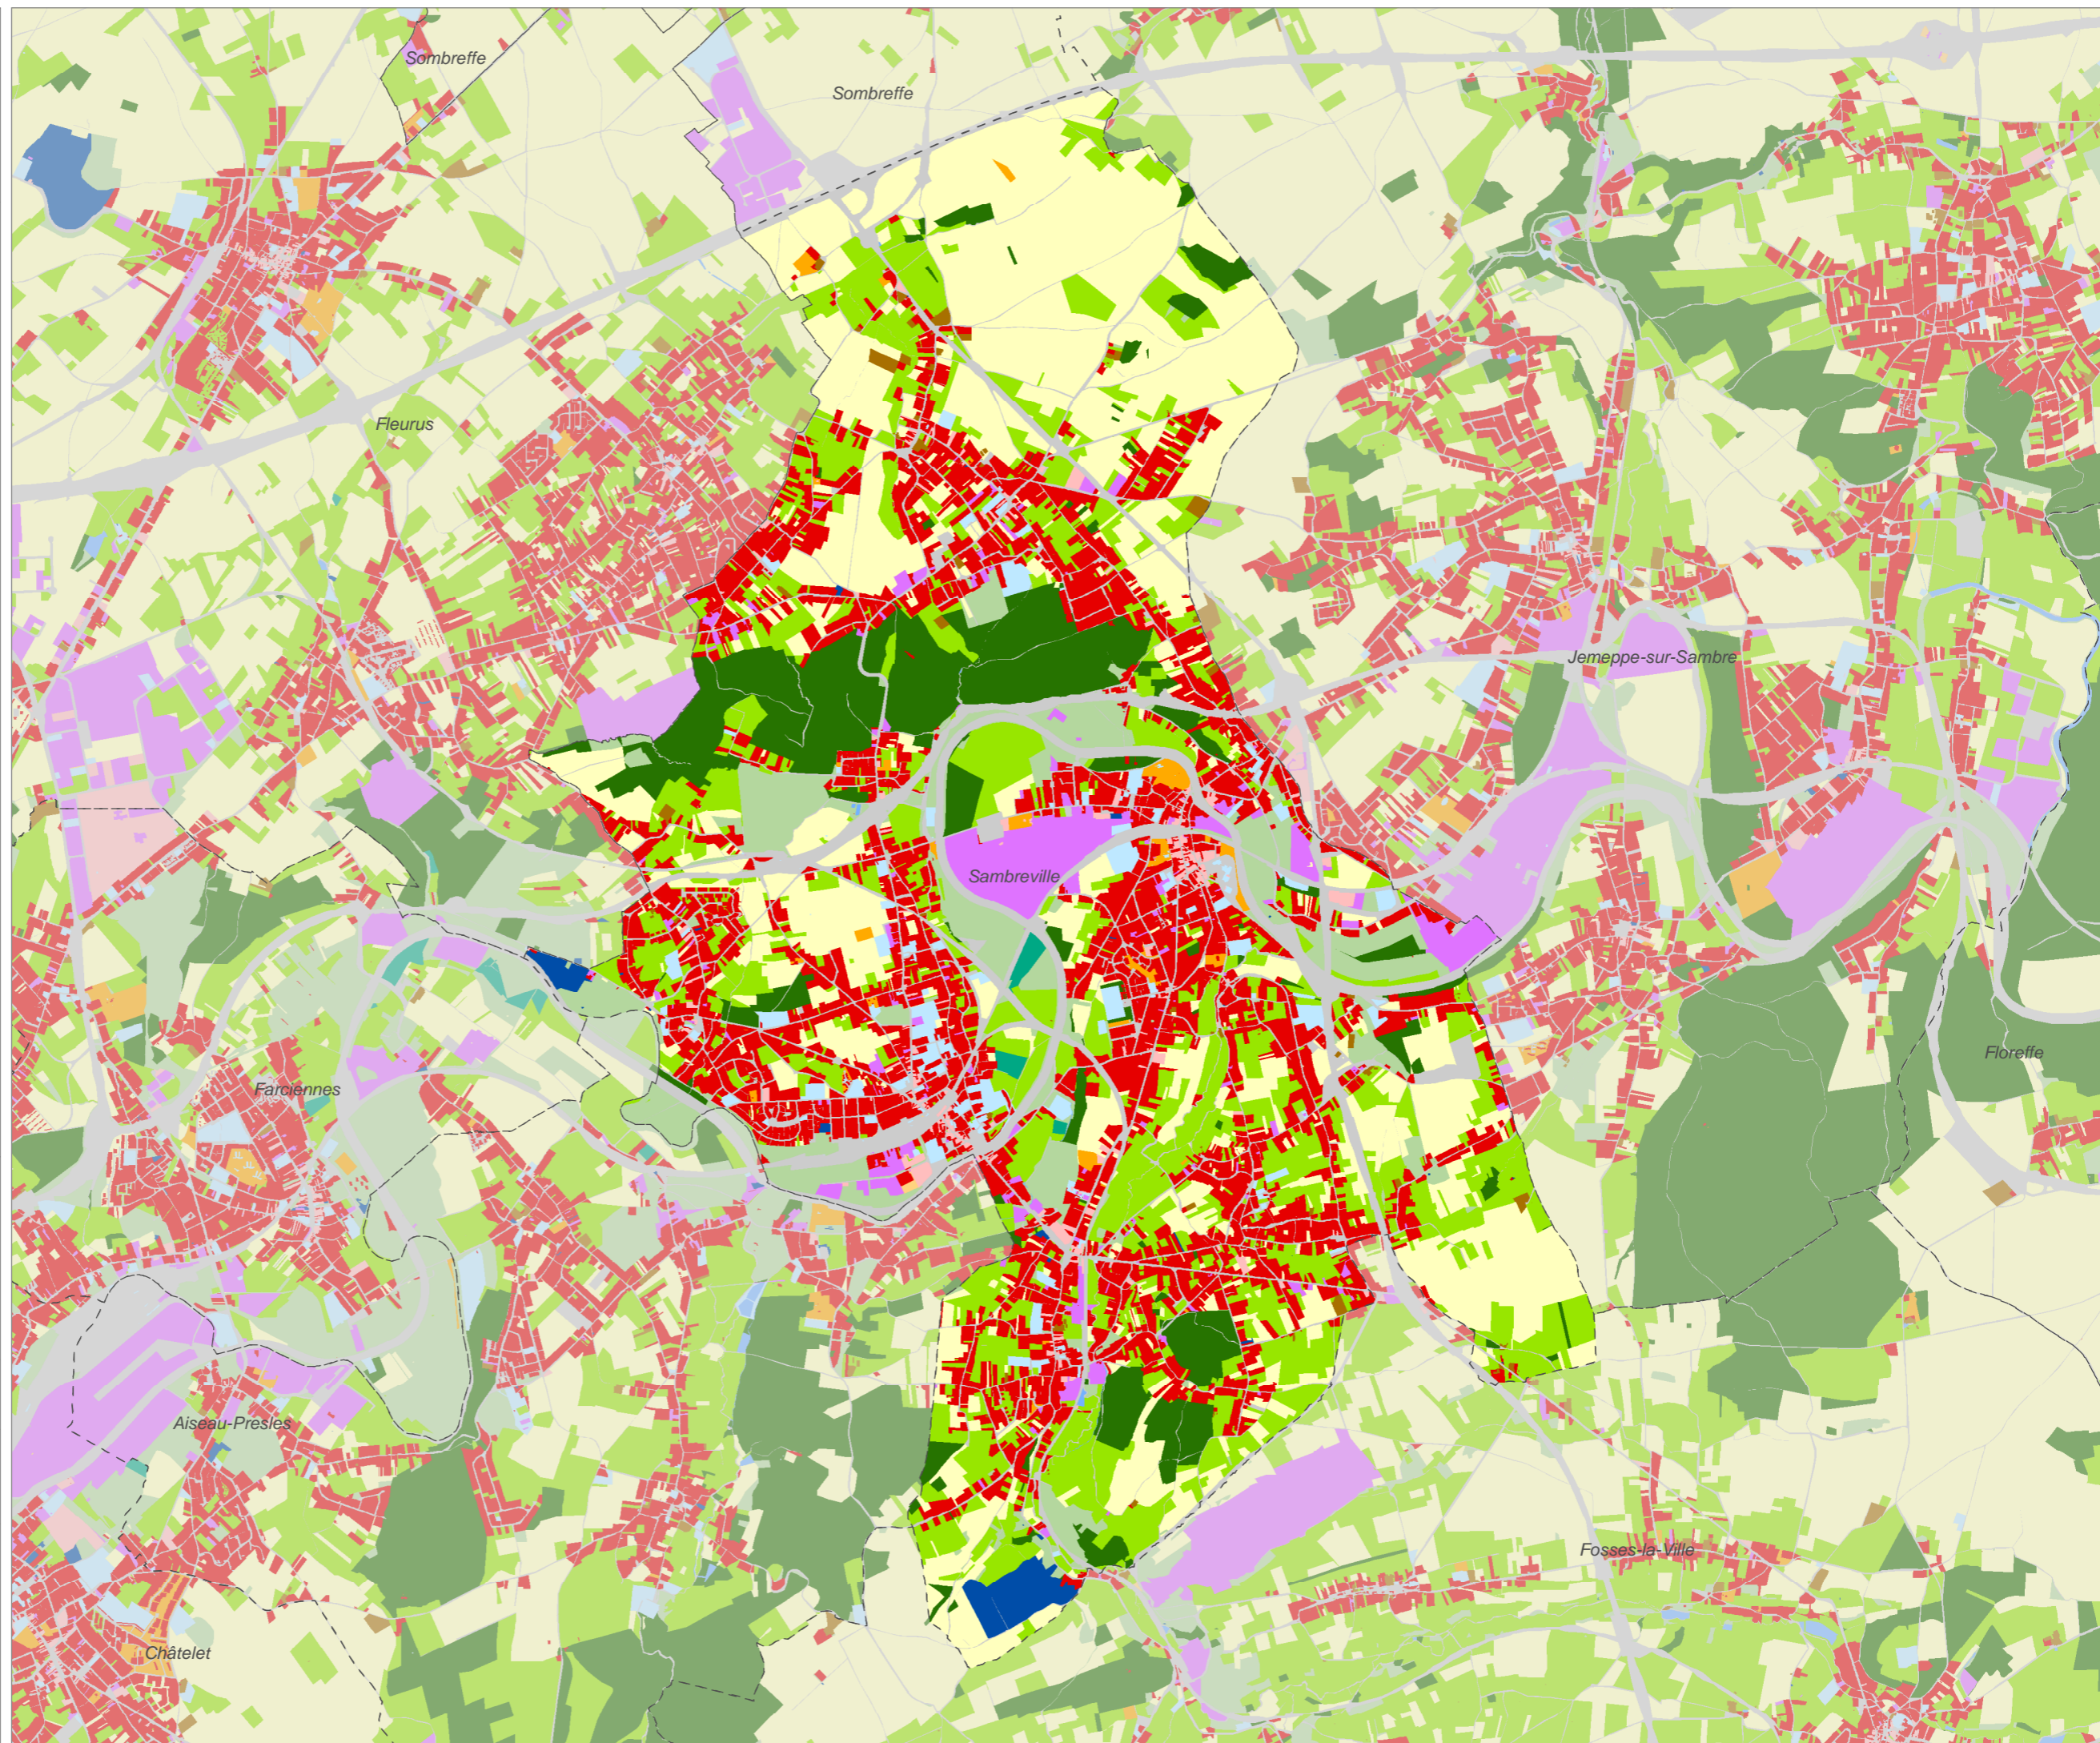 Sombreffe
Sombreffe
Fleurus
Jemeppe-sur-Sambre
Sambreville
Floreffe
Farciennes
Aiseau-Presles
Fosses-la-Ville
Châtelet